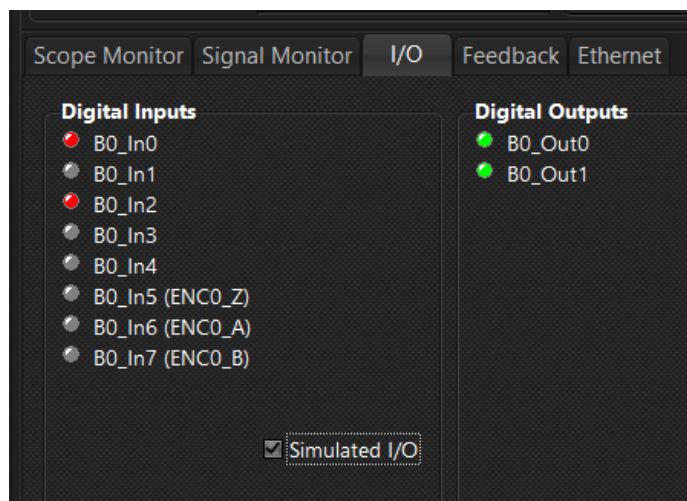 Scope Monitor Signal Monitor I/O Feedback Ethernet
Digital Inputs
B0_In0
B0_In1
B0_In2
B0_In3
B0_In4
B0_In5 (ENC0_Z)
B0_In6 (ENC0_A)
B0_In7 (ENC0_B)
Simulated I/O
Digital Outputs
B0_Out0
B0_Out1